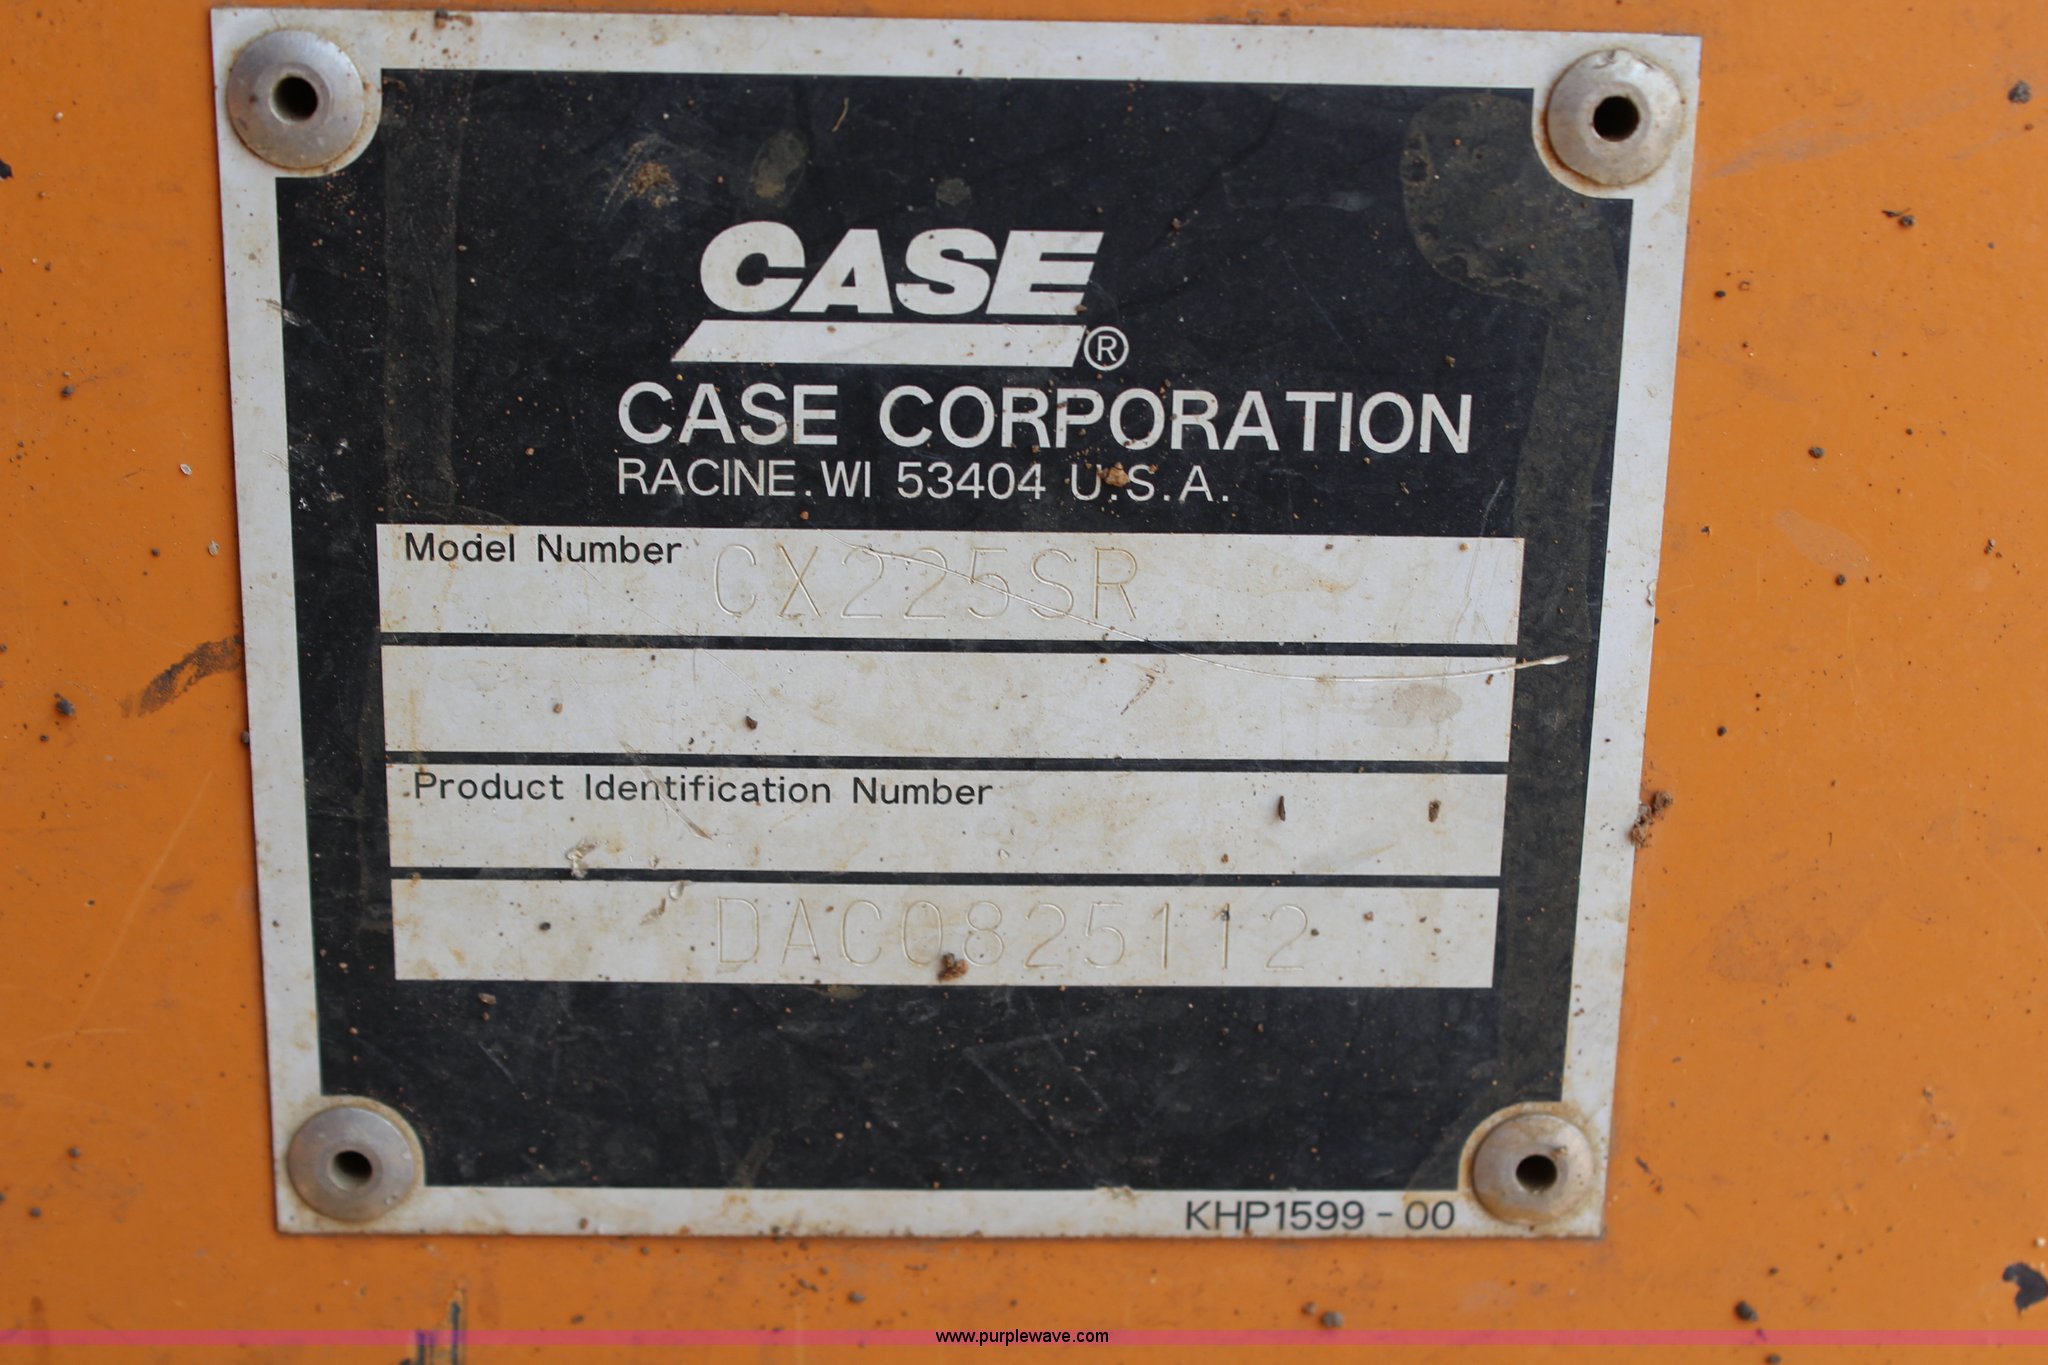 CASE
®
CASE CORPORATION
RACINE. WI 53404 U.S.A.
Model Number CX225SR
Product Identification Number
DAC0825112
KHP1599-00
www.purplewave.com